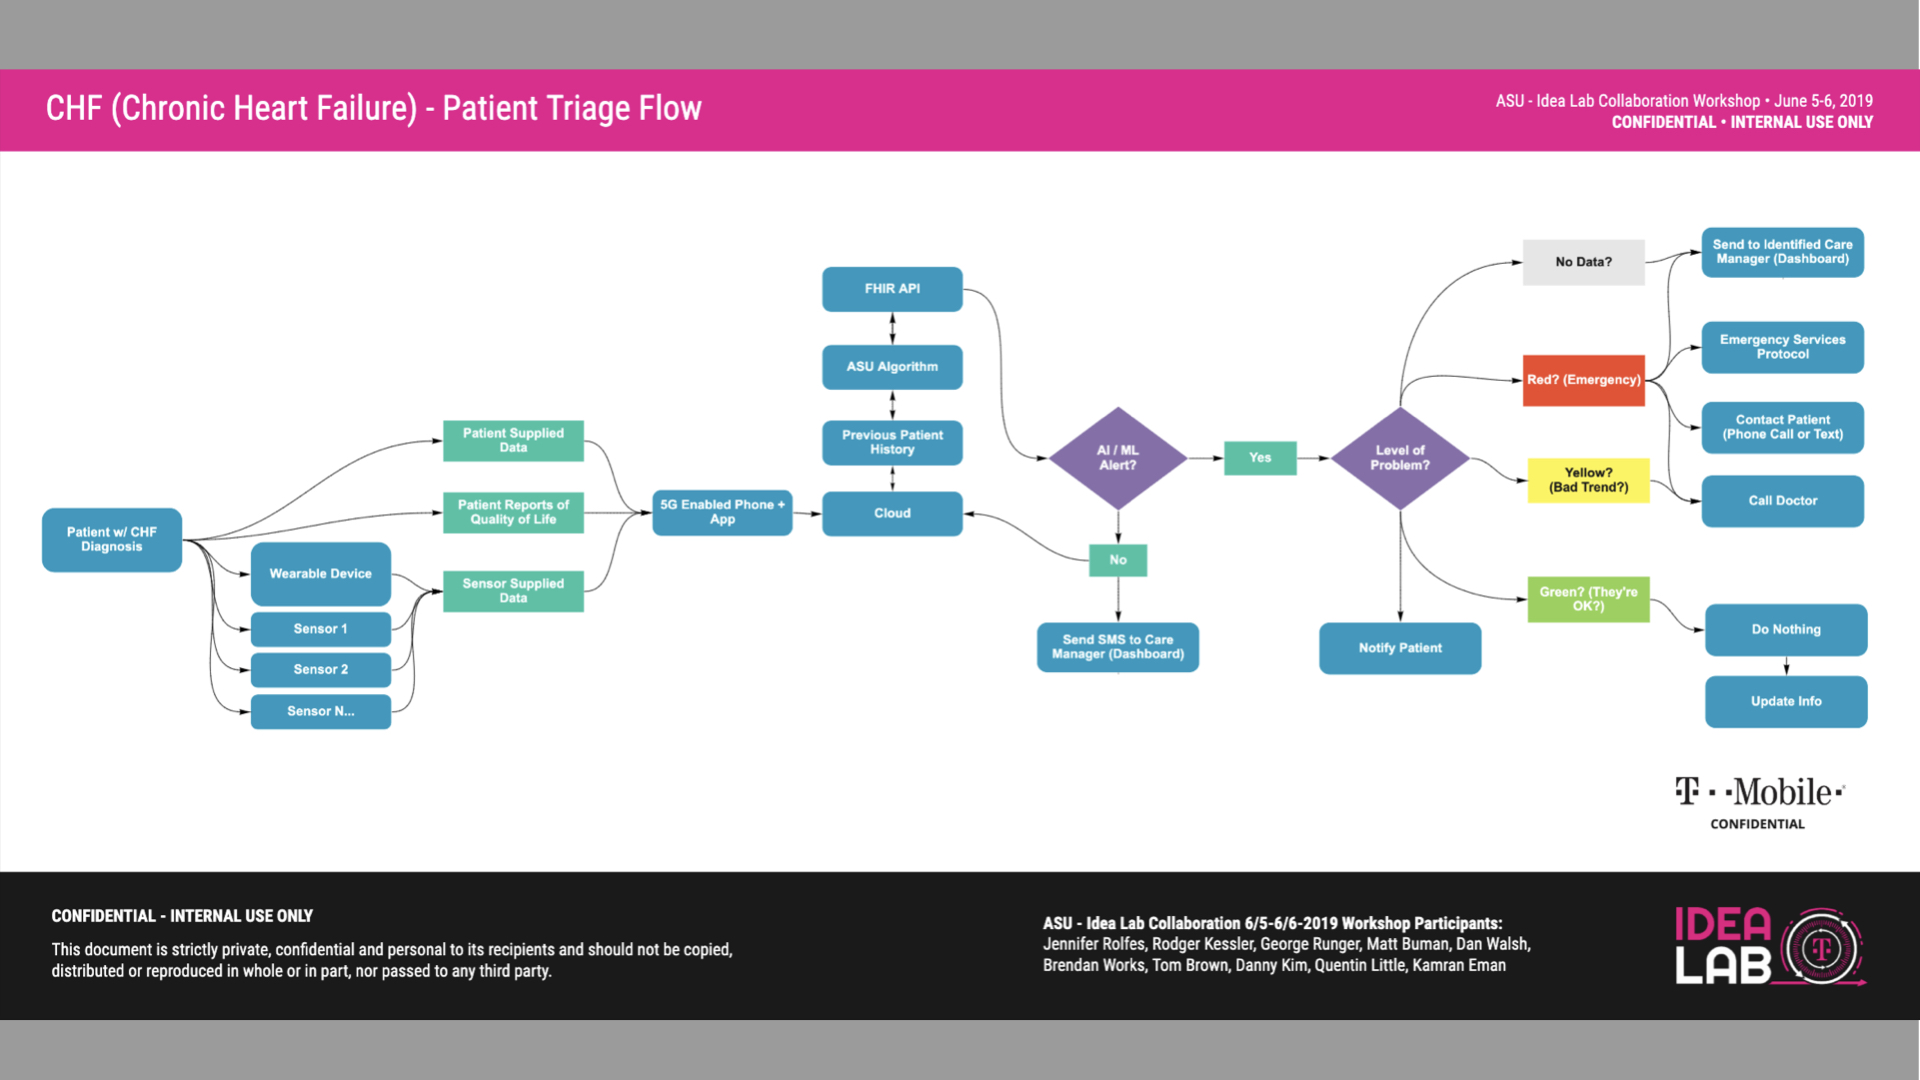 CHF (Chronic Heart Failure) - Patient Triage Flow
ASU - Idea Lab Collaboration Workshop • June 5-6, 2019
CONFIDENTIAL • INTERNAL USE ONLY
Patient w/ CHF
Diagnosis
Wearable Device
Sensor 1
Sensor 2
Sensor N...
Patient Supplied
Data
Patient Reports of
Quality of Life
Sensor Supplied
Data
5G Enabled Phone +
App
FHIR API
ASU Algorithm
Previous Patient
History
Cloud
AI / ML
Alert?
Yes
No
Send SMS to Care
Manager (Dashboard)
Level of
Problem?
Notify Patient
No Data?
Red? (Emergency)
Yellow?
(Bad Trend?)
Green? (They're
OK?)
Send to Identified Care
Manager (Dashboard)
Emergency Services
Protocol
Contact Patient
(Phone Call or Text)
Call Doctor
Do Nothing
Update Info
T··Mobile·
CONFIDENTIAL
CONFIDENTIAL - INTERNAL USE ONLY
This document is strictly private, confidential and personal to its recipients and should not be copied,
distributed or reproduced in whole or in part, nor passed to any third party.
ASU - Idea Lab Collaboration 6/5-6/6-2019 Workshop Participants:
Jennifer Rolfes, Rodger Kessler, George Runger, Matt Buman, Dan Walsh,
Brendan Works, Tom Brown, Danny Kim, Quentin Little, Kamran Eman
IDEA
LAB
T